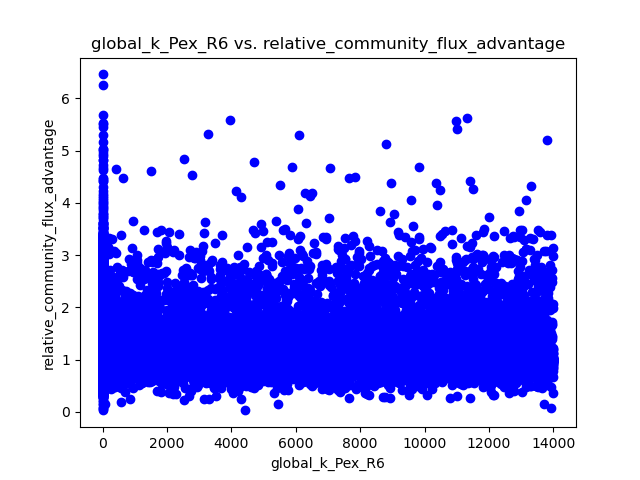 global_k_Pex_R6 vs. relative_community_flux_advantage
6
5
4
3
2
1
0
relative_community_flux_advantage
0 2000 4000 6000 8000 10000 12000 14000
global_k_Pex_R6